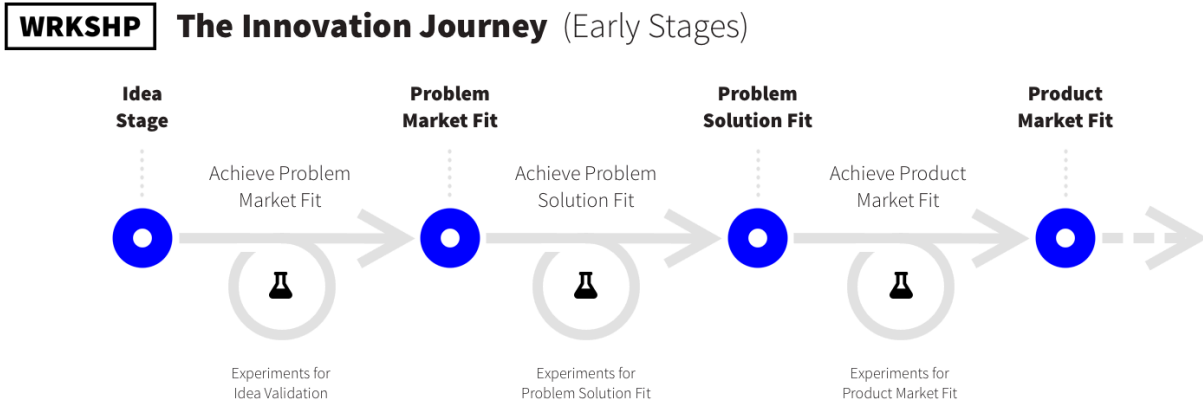 WRKSHP The Innovation Journey (Early Stages)
Idea
Stage
Problem
Market Fit
Problem
Solution Fit
Product
Market Fit
Achieve Problem
Market Fit
Achieve Problem
Solution Fit
Achieve Product
Market Fit
Experiments for
Idea Validation
Experiments for
Problem Solution Fit
Experiments for
Product Market Fit